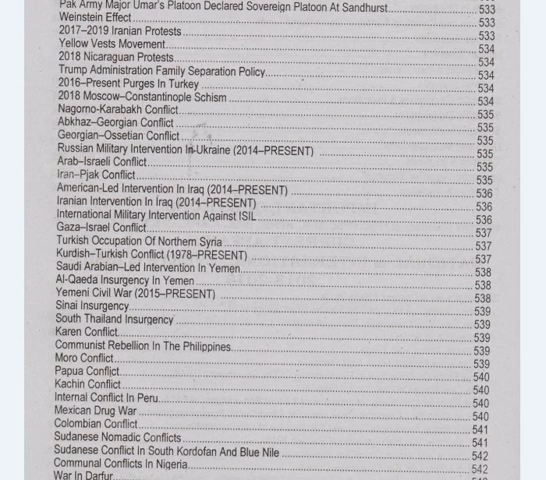 Pak Army Major Umar's Platoon Declared Sovereign Platoon At Sandhurst 533
Weinstein Effect 533
2017–2019 Iranian Protests 533
Yellow Vests Movement 534
2018 Nicaraguan Protests 534
Trump Administration Family Separation Policy 534
2016–Present Purges In Turkey 534
2018 Moscow–Constantinople Schism 534
Nagorno-Karabakh Conflict 535
Abkhaz–Georgian Conflict 535
Georgian–Ossetian Conflict 535
Russian Military Intervention In Ukraine (2014–PRESENT) 535
Arab–Israeli Conflict 535
Iran–Pjak Conflict 535
American-Led Intervention In Iraq (2014–PRESENT) 536
Iranian Intervention In Iraq (2014–PRESENT) 536
International Military Intervention Against ISIL 536
Gaza–Israel Conflict 537
Turkish Occupation Of Northern Syria 537
Kurdish–Turkish Conflict (1978–PRESENT) 537
Saudi Arabian–Led Intervention In Yemen 538
Al-Qaeda Insurgency In Yemen 538
Yemeni Civil War (2015–PRESENT) 538
Sinai Insurgency 539
South Thailand Insurgency 539
Karen Conflict 539
Communist Rebellion In The Philippines 539
Moro Conflict 539
Papua Conflict 540
Kachin Conflict 540
Internal Conflict In Peru 540
Mexican Drug War 540
Colombian Conflict 541
Sudanese Nomadic Conflicts 541
Sudanese Conflict In South Kordofan And Blue Nile 542
Communal Conflicts In Nigeria 542
War In Darfur